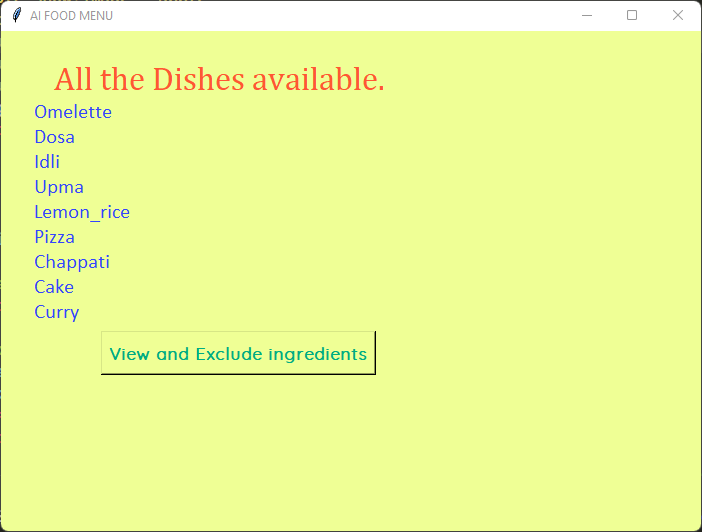 AI FOOD MENU
All the Dishes available.
Omelette
Dosa
Idli
Upma
Lemon_rice
Pizza
Chappati
Cake
Curry
View and Exclude ingredients